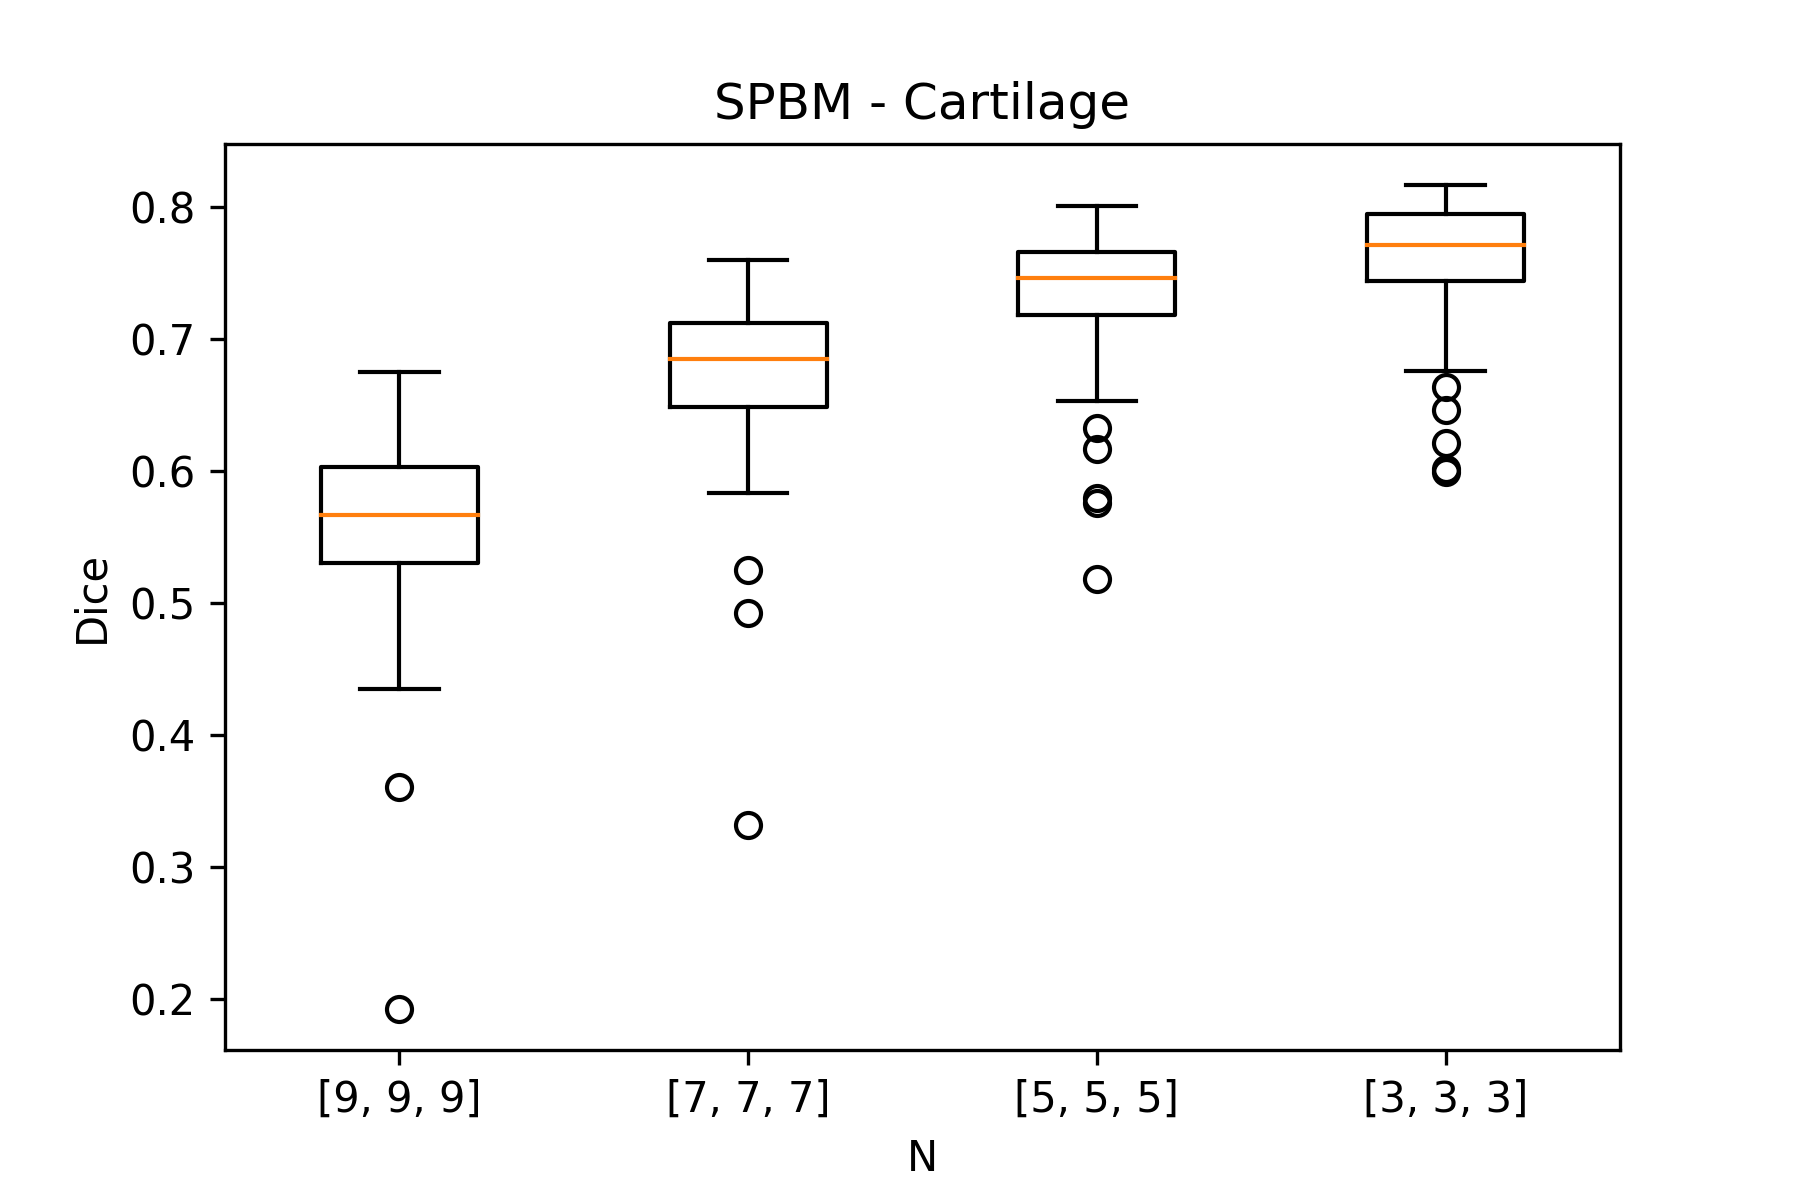 SPBM - Cartilage
0.8
0.7
0.6
0.5
0.4
0.3
0.2
Dice
[9, 9, 9] [7, 7, 7] [5, 5, 5] [3, 3, 3]
N